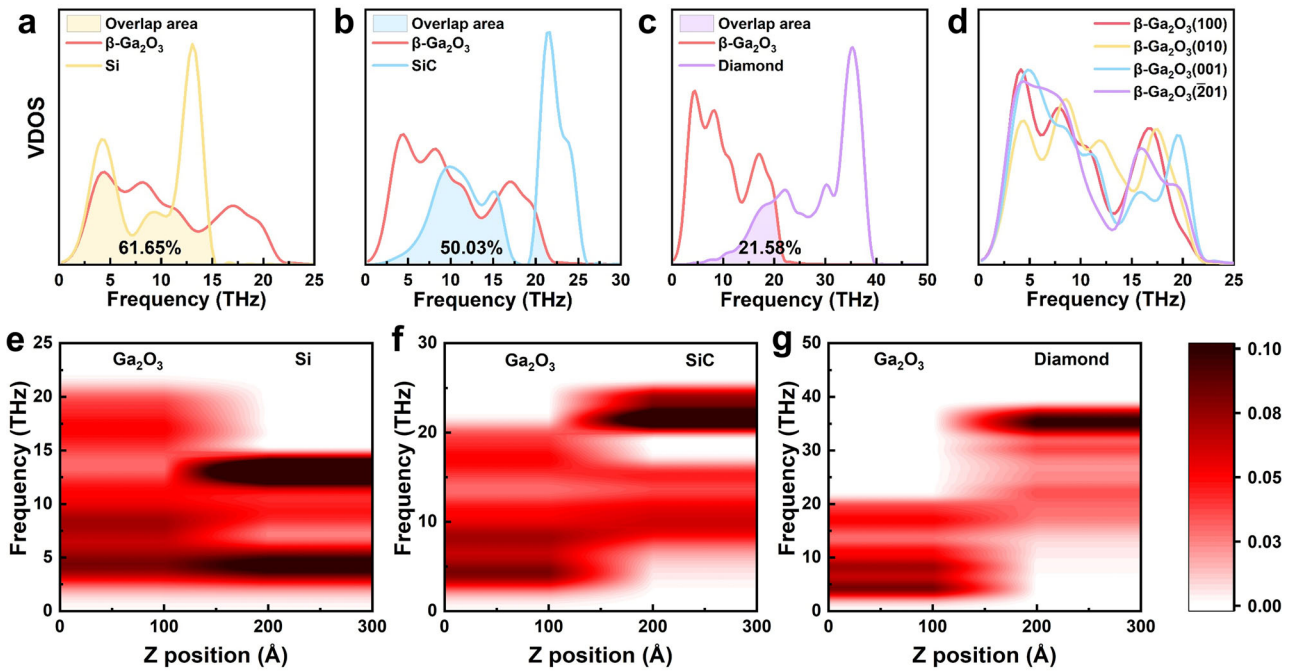 a
Overlap area
β-Ga₂O₃
Si
61.65%
VDOS
0 5 10 15 20 25
Frequency (THz)
b
Overlap area
β-Ga₂O₃
SiC
50.03%
0 5 10 15 20 25 30
Frequency (THz)
c
Overlap area
β-Ga₂O₃
Diamond
21.58%
0 10 20 30 40 50
Frequency (THz)
d
β-Ga₂O₃(100)
β-Ga₂O₃(010)
β-Ga₂O₃(001)
β-Ga₂O₃(2̅01)
0 5 10 15 20 25
Frequency (THz)
e
Ga₂O₃ Si
Frequency (THz)
25
20
15
10
5
0
0 50 100 150 200 250 300
Z position (Å)
f
Ga₂O₃ SiC
Frequency (THz)
30
20
10
0
0 50 100 150 200 250 300
Z position (Å)
g
Ga₂O₃ Diamond
Frequency (THz)
50
40
30
20
10
0
0 100 200 300
Z position (Å)
0.10
0.08
0.05
0.03
0.00